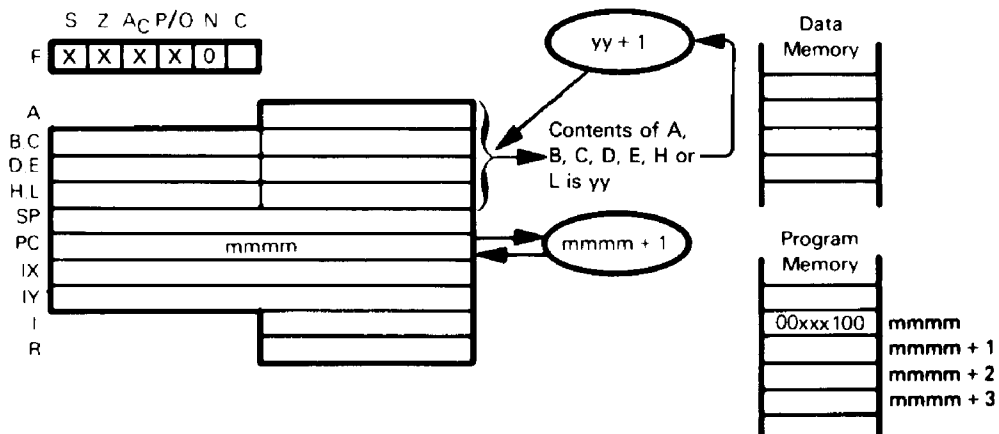 S Z AC P/O N C
F X X X X 0
A
B,C
D,E
H,L
SP
PC mmmm
IX
IY
I
R
yy + 1
Contents of A,
B, C, D, E, H or
L is yy
mmmm + 1
Data
Memory
Program
Memory
00xxx100 mmmm
mmmm + 1
mmmm + 2
mmmm + 3